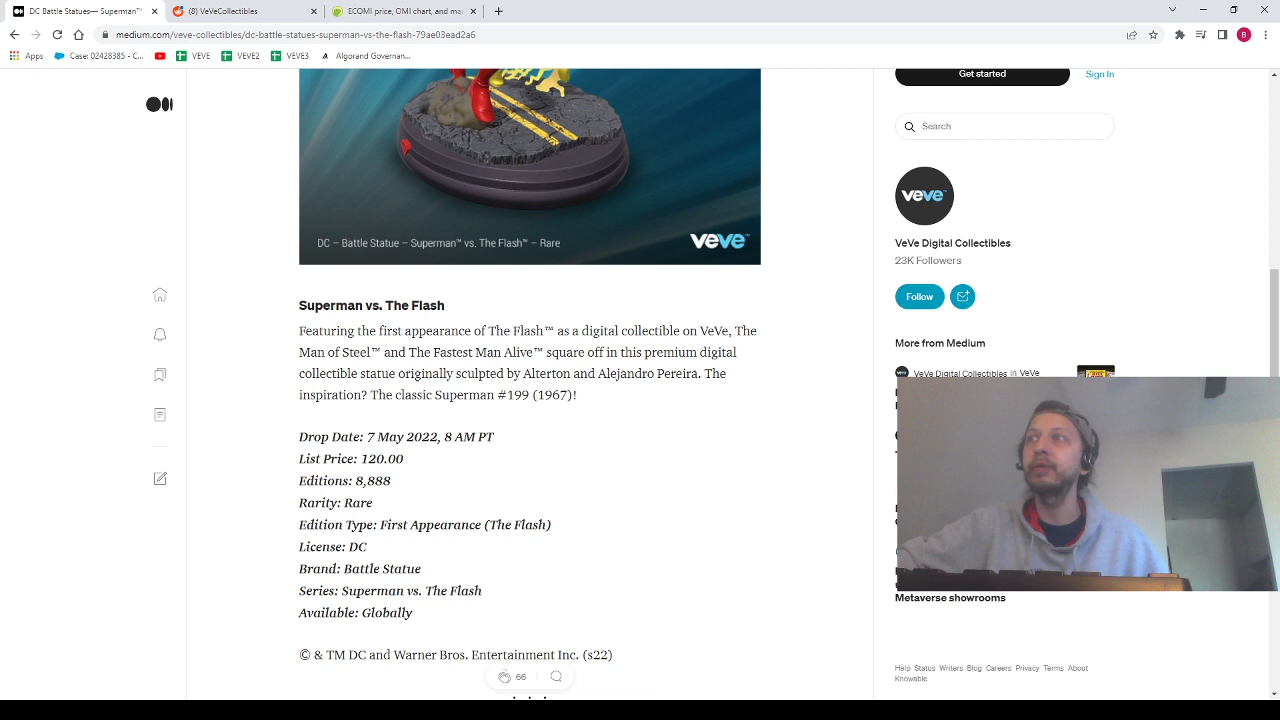 DC Battle Statues— Superman™
(8) VeVeCollectibles
ECOMI price, OMI chart, and mar
medium.com/veve-collectibles/dc-battle-statues-superman-vs-the-flash-79ae03ead2a6
B
Apps
Case: 02428385 - C...
VEVE
VEVE2
VEVE3
Algorand Governan...
Get started
Sign In
Search
veve™
VeVe Digital Collectibles
23K Followers
Follow
More from Medium
VeVe Digital Collectibles in VeVe
DC – Battle Statue – Superman™ vs. The Flash™ – Rare
veve™
Superman vs. The Flash
Featuring the first appearance of The Flash™ as a digital collectible on VeVe, The
Man of Steel™ and The Fastest Man Alive™ square off in this premium digital
collectible statue originally sculpted by Alterton and Alejandro Pereira. The
inspiration? The classic Superman #199 (1967)!
Drop Date: 7 May 2022, 8 AM PT
List Price: 120.00
Editions: 8,888
Rarity: Rare
Edition Type: First Appearance (The Flash)
License: DC
Brand: Battle Statue
Series: Superman vs. The Flash
Available: Globally
© & TM DC and Warner Bros. Entertainment Inc. (s22)
66
Metaverse showrooms
Help Status Writers Blog Careers Privacy Terms About
Knowable